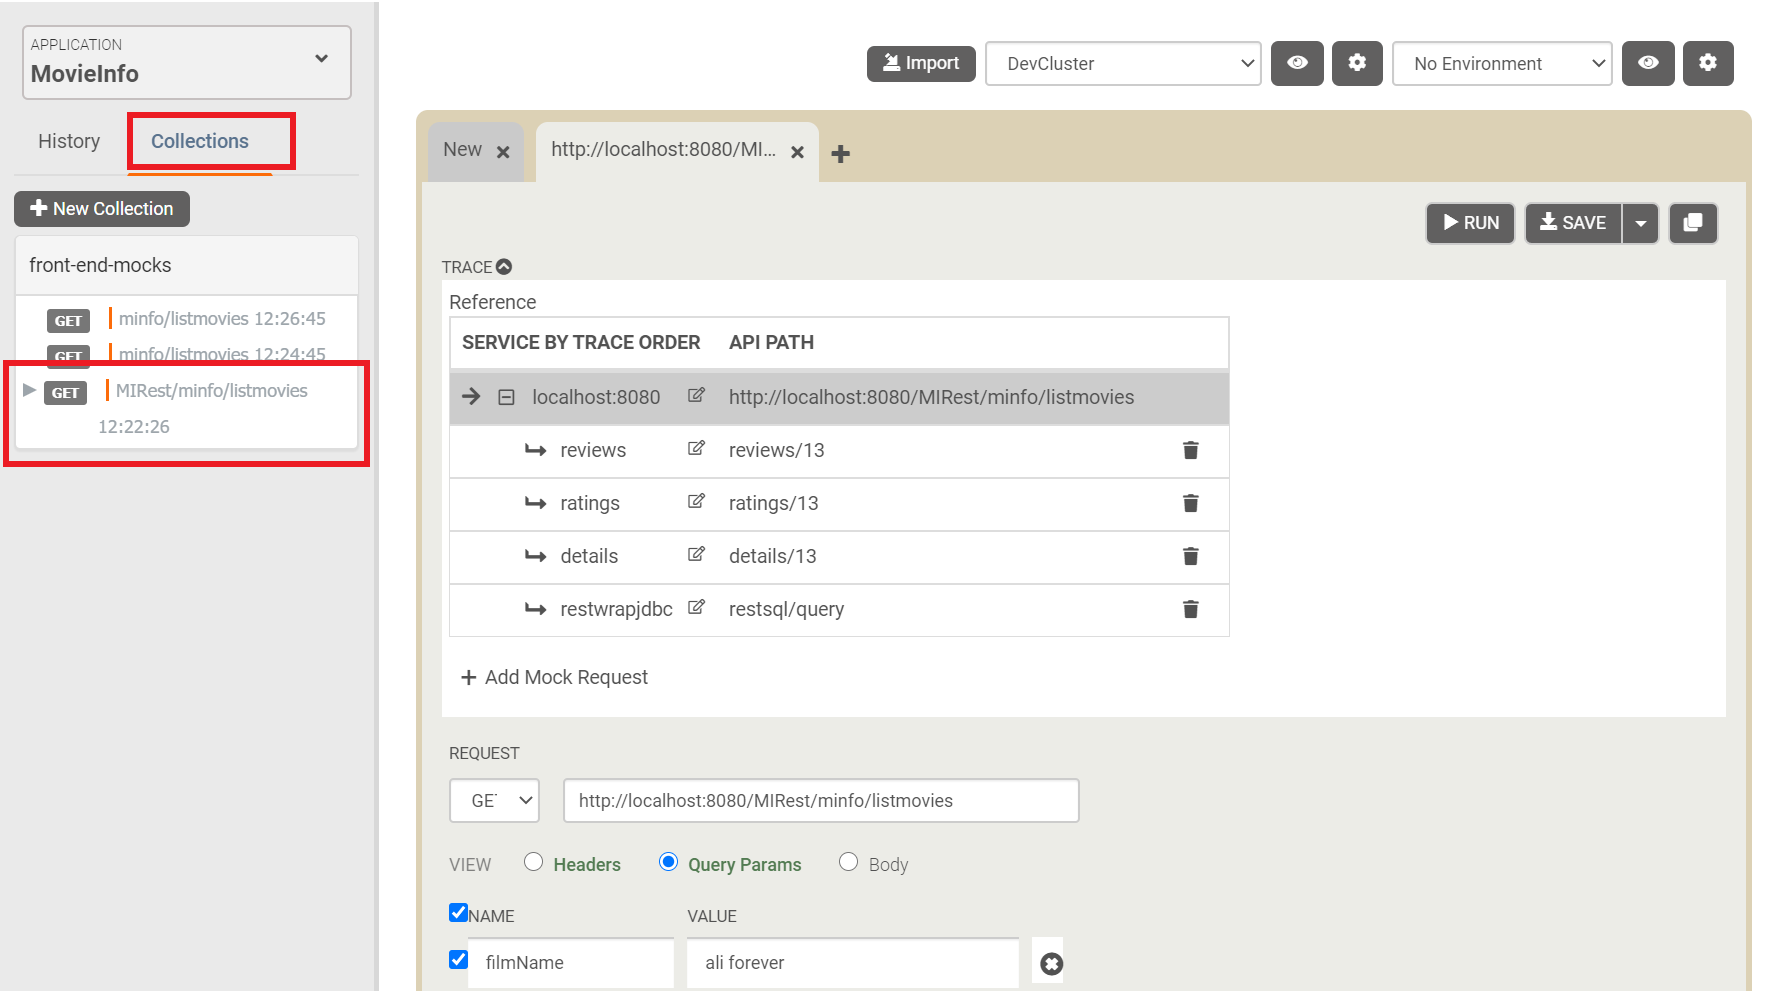 APPLICATION
MovieInfo
History
Collections
New Collection
front-end-mocks
GET minfo/listmovies 12:26:45
GET minfo/listmovies 12:24:45
GET MIRest/minfo/listmovies
12:22:26
Import
DevCluster
No Environment
New
http://localhost:8080/MI...
RUN
SAVE
TRACE
Reference
SERVICE BY TRACE ORDER API PATH
localhost:8080 http://localhost:8080/MIRest/minfo/listmovies
reviews reviews/13
ratings ratings/13
details details/13
restwrapjdbc restsql/query
Add Mock Request
REQUEST
GET http://localhost:8080/MIRest/minfo/listmovies
VIEW Headers Query Params Body
NAME VALUE
filmName ali forever